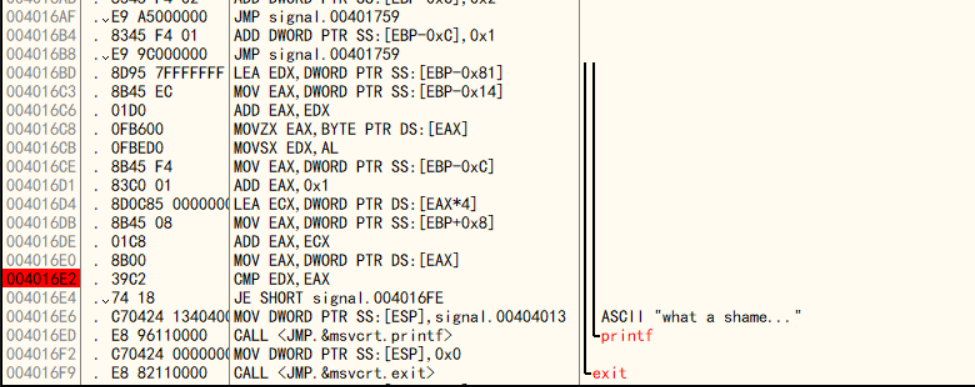 004016AF . E9 A5000000 JMP signal.00401759
004016B4 . 8345 F4 01 ADD DWORD PTR SS:[EBP-0xC],0x1
004016B8 . E9 9C000000 JMP signal.00401759
004016BD . 8D95 7FFFFFFF LEA EDX,DWORD PTR SS:[EBP-0x81]
004016C3 . 8B45 EC MOV EAX,DWORD PTR SS:[EBP-0x14]
004016C6 . 01D0 ADD EAX,EDX
004016C8 . 0FB600 MOVZX EAX,BYTE PTR DS:[EAX]
004016CB . 0FBED0 MOVSX EDX,AL
004016CE . 8B45 F4 MOV EAX,DWORD PTR SS:[EBP-0xC]
004016D1 . 83C0 01 ADD EAX,0x1
004016D4 . 8D0C85 0000000 LEA ECX,DWORD PTR DS:[EAX*4]
004016DB . 8B45 08 MOV EAX,DWORD PTR SS:[EBP+0x8]
004016DE . 01C8 ADD EAX,ECX
004016E0 . 8B00 MOV EAX,DWORD PTR DS:[EAX]
004016E2 . 39C2 CMP EDX,EAX
004016E4 . 74 18 JE SHORT signal.004016FE
004016E6 . C70424 134040 MOV DWORD PTR SS:[ESP],signal.00404013 ASCII "what a shame..."
004016ED . E8 96110000 CALL <JMP.&msvcrt.printf> printf
004016F2 . C70424 0000000 MOV DWORD PTR SS:[ESP],0x0
004016F9 . E8 82110000 CALL <JMP.&msvcrt.exit> exit